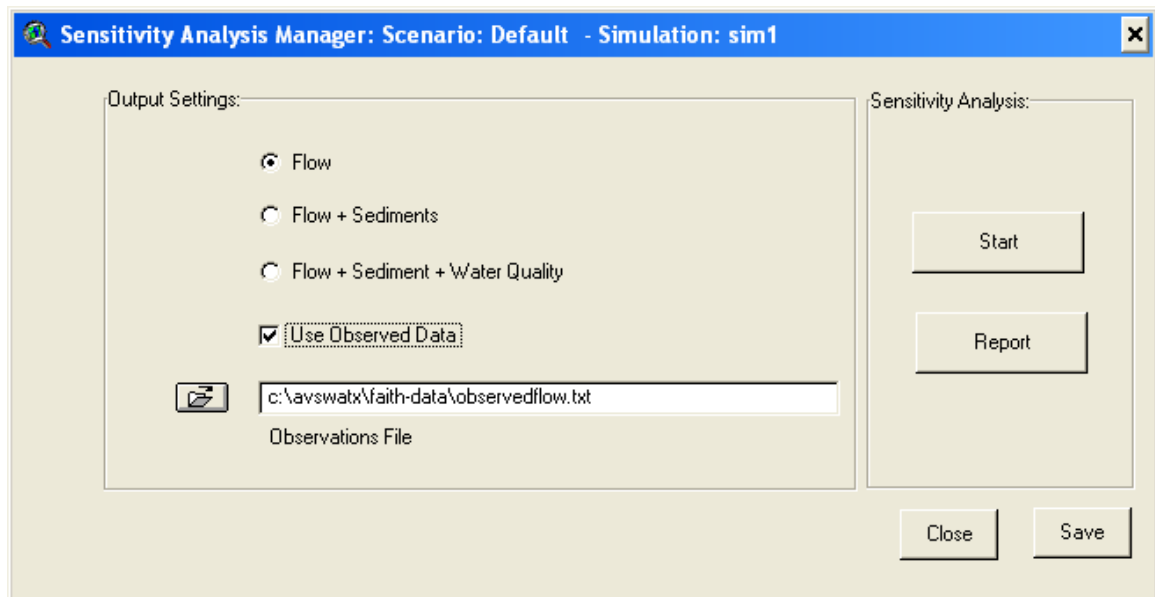 Sensitivity Analysis Manager: Scenario: Default - Simulation: sim1
Output Settings:
Flow
Flow + Sediments
Flow + Sediment + Water Quality
Use Observed Data
c:\avswatx\faith-data\observedflow.txt
Observations File
Sensitivity Analysis:
Start
Report
Close
Save